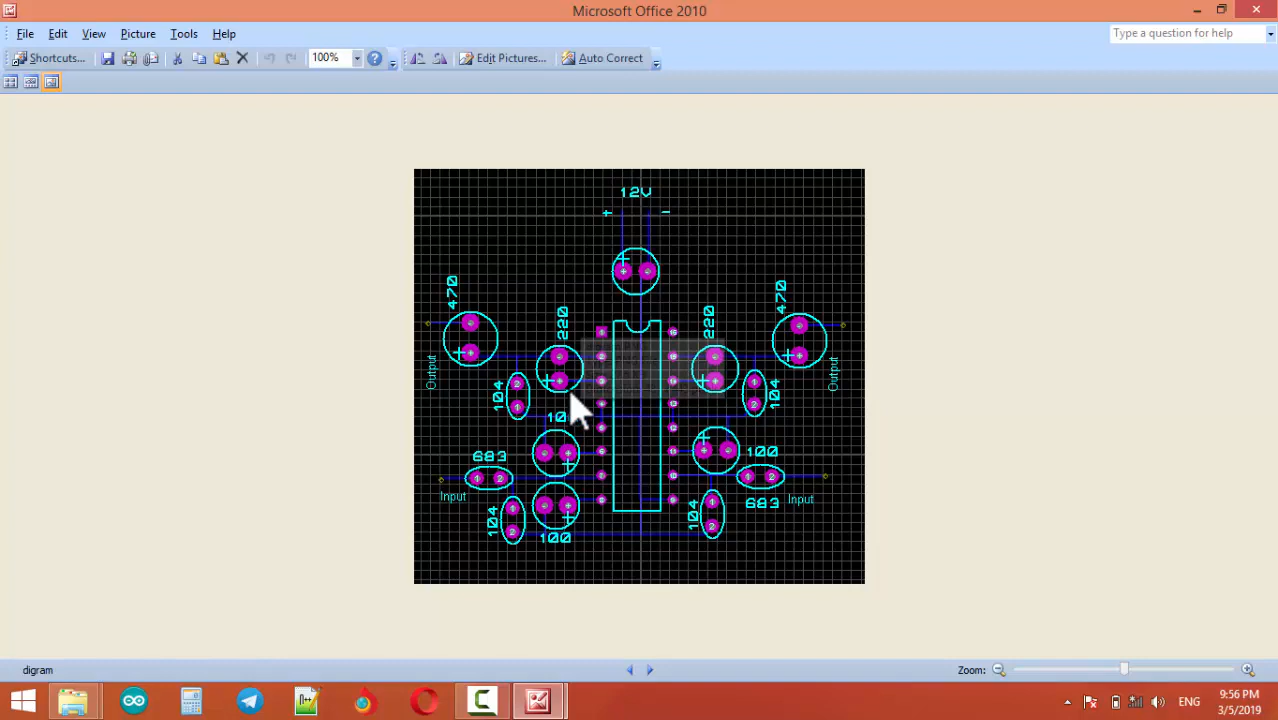 Microsoft Office 2010
File Edit View Picture Tools Help
Type a question for help
Shortcuts... 100% Edit Pictures... Auto Correct
12V
+ -
470 220 220 470
Output Output
104 104
10
683 100
Input 683 Input
104 104
100
digram
Zoom:
ENG
9:56 PM
3/5/2019